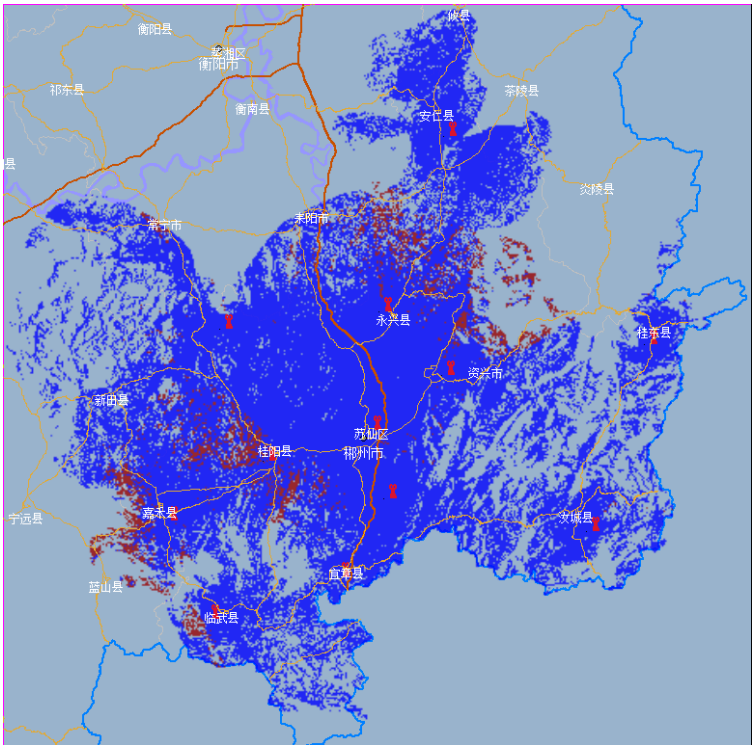 攸县
衡阳县
蒸湘区
衡阳市
祁东县
茶陵县
衡南县
安仁县
县
炎陵县
耒阳市
常宁市
永兴县
桂东县
资兴市
新田县
苏仙区
郴州市
桂阳县
嘉禾县
宁远县
汝城县
宜章县
蓝山县
临武县